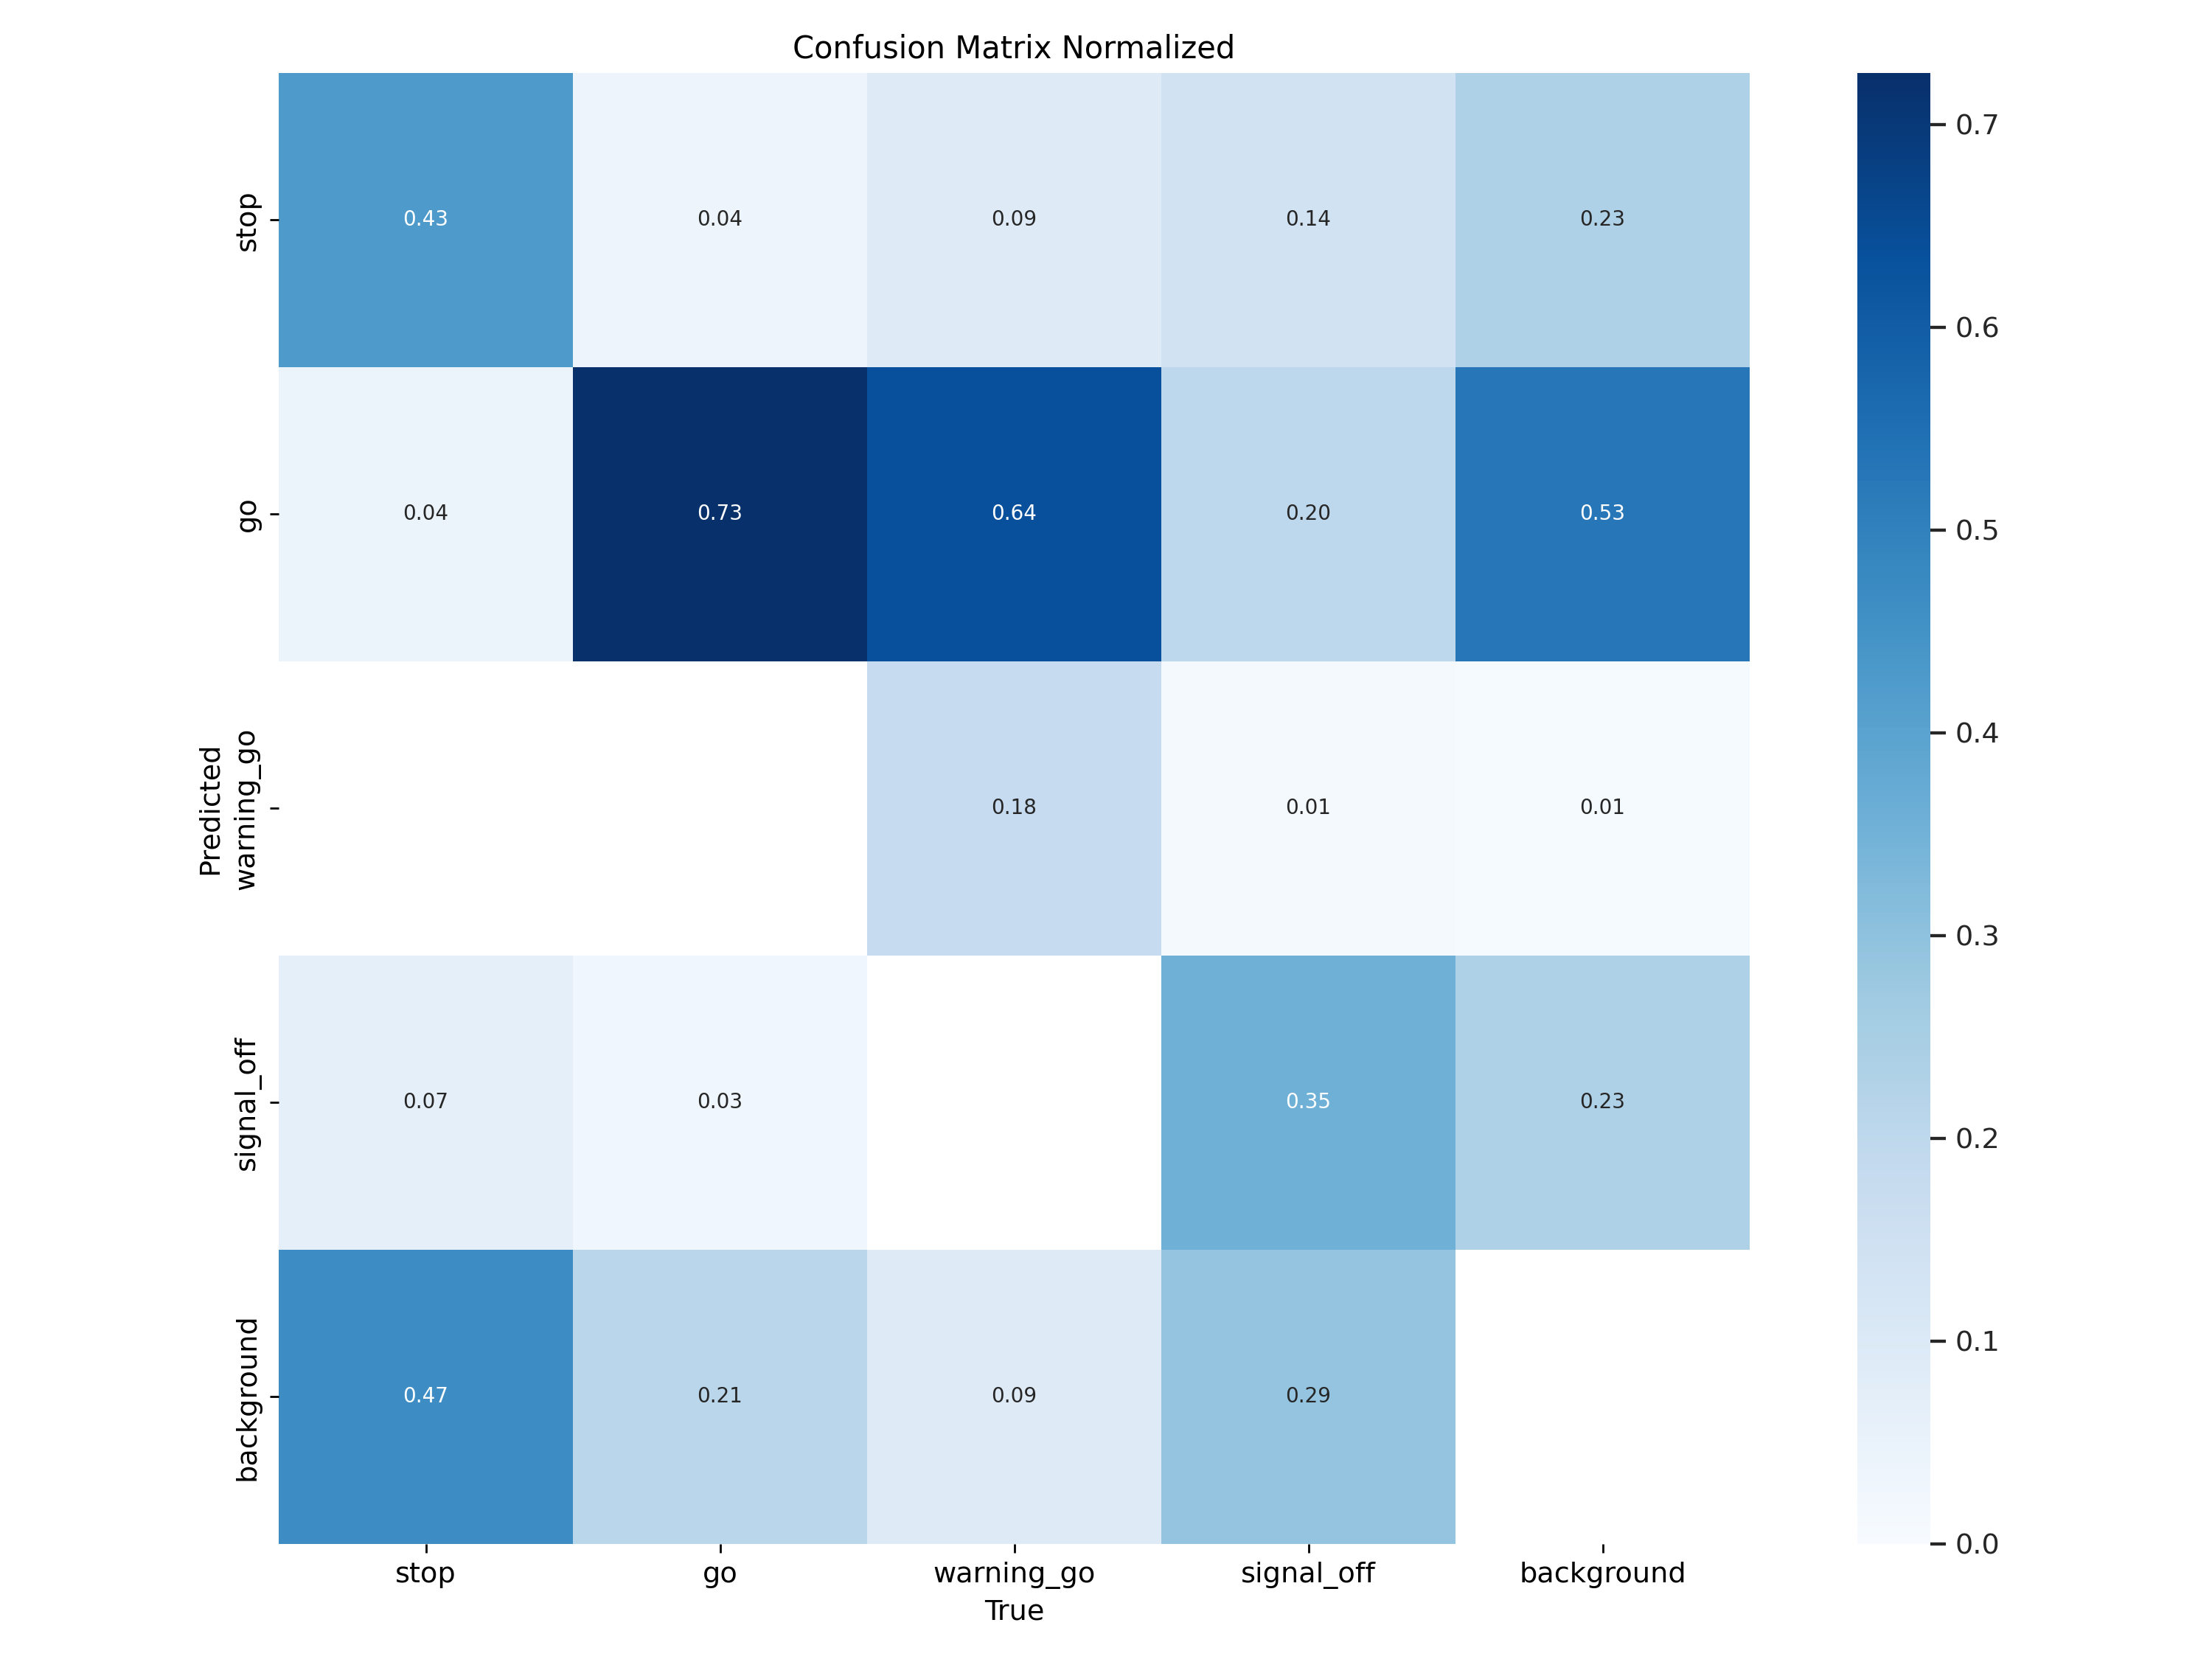 Confusion Matrix Normalized
stop
0.43
0.04
0.09
0.14
0.23
go
0.04
0.73
0.64
0.20
0.53
Predicted
warning_go
0.18
0.01
0.01
signal_off
0.07
0.03
0.35
0.23
background
0.47
0.21
0.09
0.29
stop
go
warning_go
signal_off
background
True
0.7
0.6
0.5
0.4
0.3
0.2
0.1
0.0